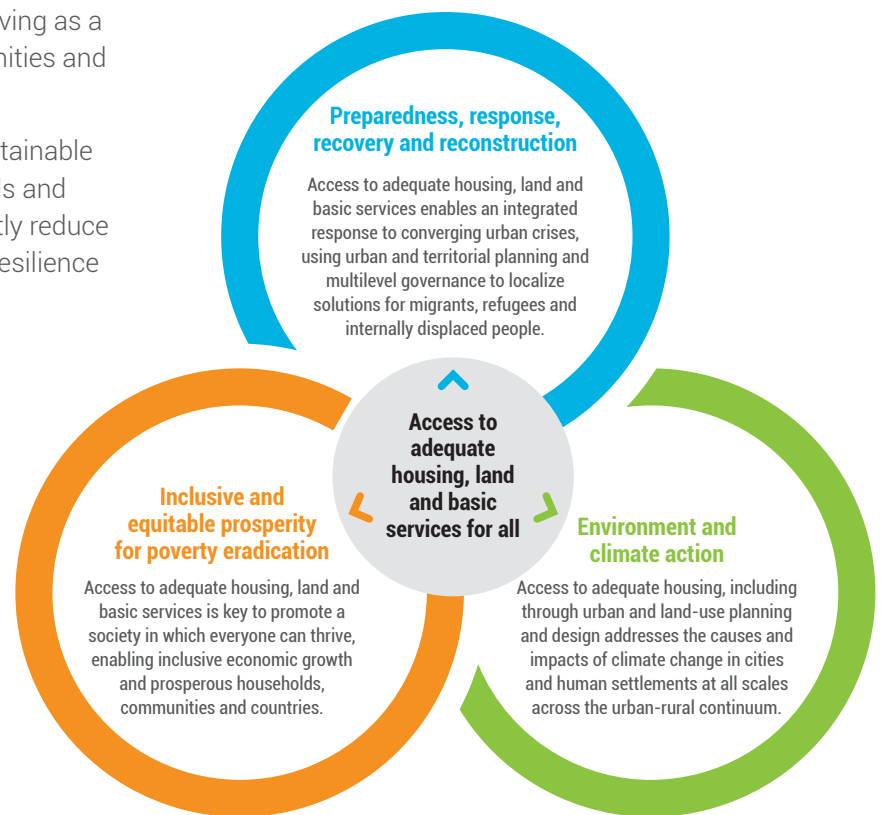 ving as a
nities and
tainable
ls and
tly reduce
esilience
Preparedness, response,
recovery and reconstruction
Access to adequate housing, land and
basic services enables an integrated
response to converging urban crises,
using urban and territorial planning and
multilevel governance to localize
solutions for migrants, refugees and
internally displaced people.
Access to
adequate
housing, land
and basic
services for all
Inclusive and
equitable prosperity
for poverty eradication
Access to adequate housing, land and
basic services is key to promote a
society in which everyone can thrive,
enabling inclusive economic growth
and prosperous households,
communities and countries.
Environment and
climate action
Access to adequate housing, including
through urban and land-use planning
and design addresses the causes and
impacts of climate change in cities
and human settlements at all scales
across the urban-rural continuum.